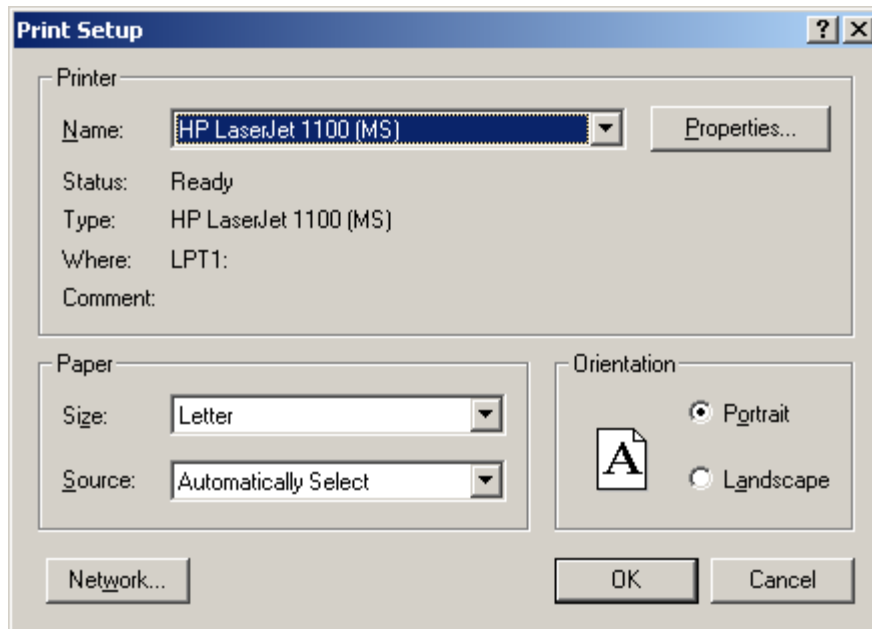 Print Setup
Printer
Name: HP LaserJet 1100 (MS) Properties...
Status: Ready
Type: HP LaserJet 1100 (MS)
Where: LPT1:
Comment:
Paper
Size: Letter
Source: Automatically Select
Orientation
A
Portrait
Landscape
Network... OK Cancel